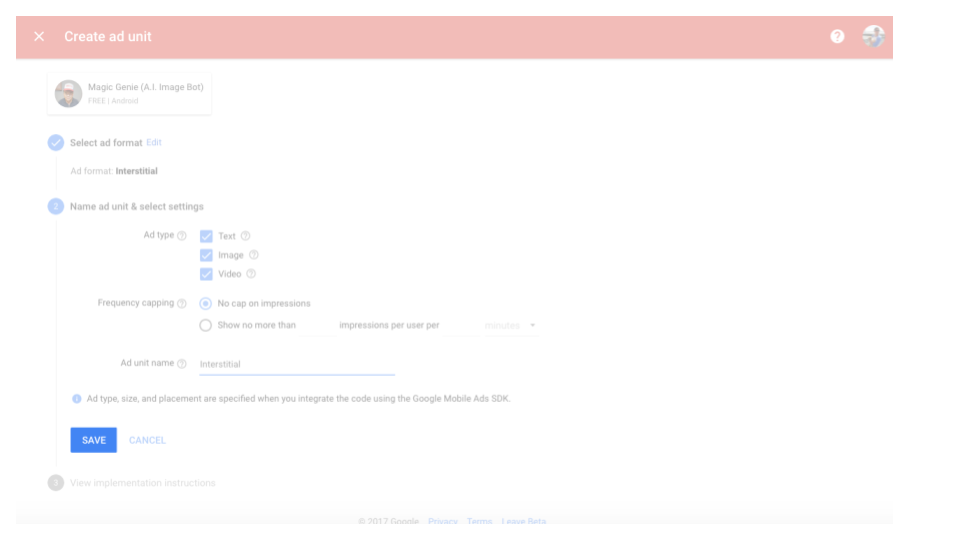 Create ad unit
Magic Genie (A.I. Image Bot)
FREE | Android
Select ad format Edit
Ad format: Interstitial
2 Name ad unit & select settings
Ad type
Text
Image
Video
Frequency capping
No cap on impressions
Show no more than impressions per user per minutes
Ad unit name
Interstitial
Ad type, size, and placement are specified when you integrate the code using the Google Mobile Ads SDK.
SAVE CANCEL
3 View implementation instructions
© 2017 Google Privacy Terms Leave Beta